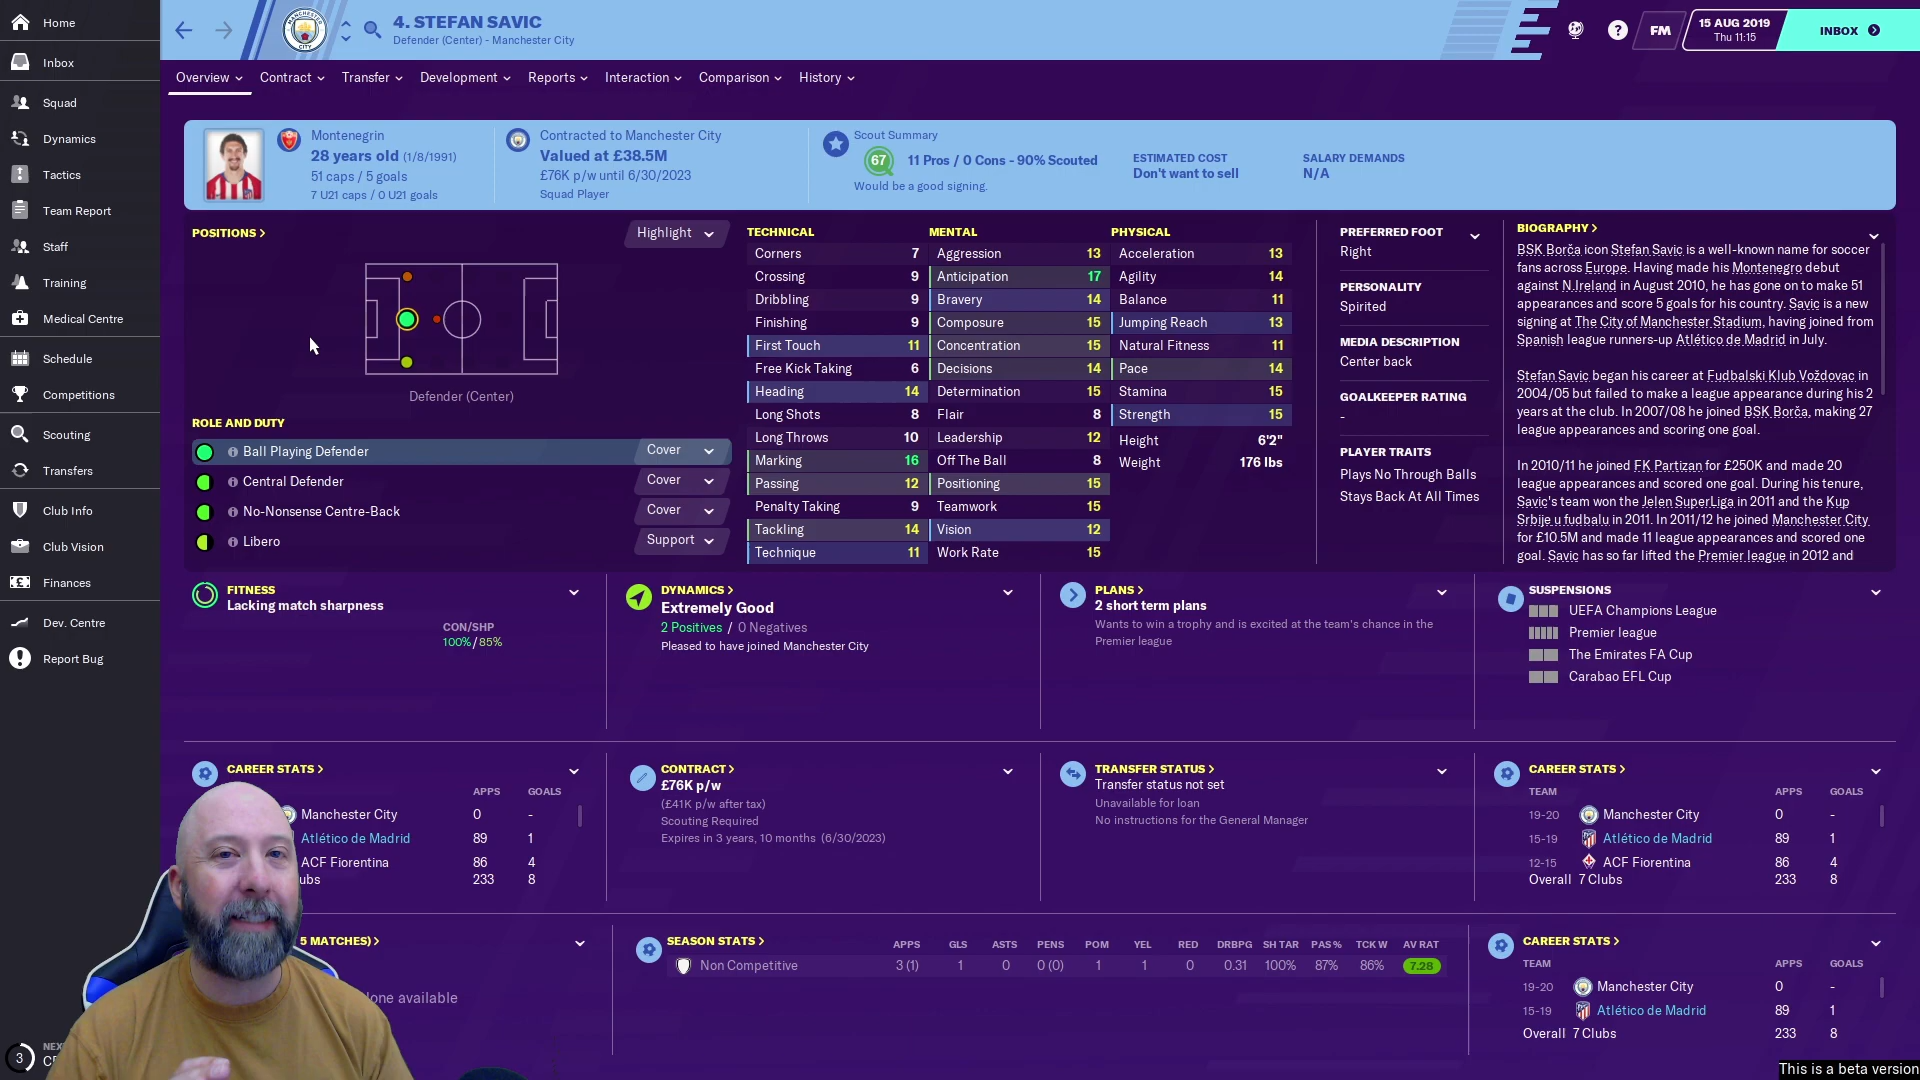 Home
Inbox
Squad
Dynamics
Tactics
Team Report
Staff
Training
Medical Centre
Schedule
Competitions
Scouting
Transfers
Club Info
Club Vision
Finances
Dev. Centre
Report Bug
3
4. STEFAN SAVIC
Defender (Center) - Manchester City
?
FM
15 AUG 2019
Thu 11:15
INBOX
Overview Contract Transfer Development Reports Interaction Comparison History
Montenegrin
28 years old (1/8/1991)
51 caps / 5 goals
7 U21 caps / 0 U21 goals
Contracted to Manchester City
Valued at £38.5M
£76K p/w until 6/30/2023
Squad Player
Scout Summary
67 11 Pros / 0 Cons - 90% Scouted
Would be a good signing.
ESTIMATED COST
Don't want to sell
SALARY DEMANDS
N/A
POSITIONS
Highlight
Defender (Center)
ROLE AND DUTY
Ball Playing Defender Cover
Central Defender Cover
No-Nonsense Centre-Back Cover
Libero Support
TECHNICAL
Corners 7
Crossing 9
Dribbling 9
Finishing 9
First Touch 11
Free Kick Taking 6
Heading 14
Long Shots 8
Long Throws 10
Marking 16
Passing 12
Penalty Taking 9
Tackling 14
Technique 11
MENTAL
Aggression 13
Anticipation 17
Bravery 14
Composure 15
Concentration 15
Decisions 14
Determination 15
Flair 8
Leadership 12
Off The Ball 8
Positioning 15
Teamwork 15
Vision 12
Work Rate 15
PHYSICAL
Acceleration 13
Agility 14
Balance 11
Jumping Reach 13
Natural Fitness 11
Pace 14
Stamina 15
Strength 15
Height 6'2"
Weight 176 lbs
PREFERRED FOOT
Right
PERSONALITY
Spirited
MEDIA DESCRIPTION
Center back
GOALKEEPER RATING
-
PLAYER TRAITS
Plays No Through Balls
Stays Back At All Times
BIOGRAPHY
BSK Borča icon Stefan Savic is a well-known name for soccer
fans across Europe. Having made his Montenegro debut
against N.Ireland in August 2010, he has gone on to make 51
appearances and score 5 goals for his country. Savic is a new
signing at The City of Manchester Stadium, having joined from
Spanish league runners-up Atlético de Madrid in July.
Stefan Savic began his career at Fudbalski Klub Voždovac in
2004/05 but failed to make a league appearance during his 2
years at the club. In 2007/08 he joined BSK Borča, making 27
league appearances and scoring one goal.
In 2010/11 he joined FK Partizan for £250K and made 20
league appearances and scored one goal. During his tenure,
Savic's team won the Jelen SuperLiga in 2011 and the Kup
Srbije u fudbalu in 2011. In 2011/12 he joined Manchester City
for £10.5M and made 11 league appearances and scored one
goal. Savic has so far lifted the Premier league in 2012 and
FITNESS
Lacking match sharpness
CON/SHP
100%/85%
DYNAMICS
Extremely Good
2 Positives / 0 Negatives
Pleased to have joined Manchester City
PLANS
2 short term plans
Wants to win a trophy and is excited at the team's chance in the
Premier league
SUSPENSIONS
UEFA Champions League
Premier league
The Emirates FA Cup
Carabao EFL Cup
CAREER STATS
APPS GOALS
Manchester City 0 -
Atlético de Madrid 89 1
ACF Fiorentina 86 4
ubs 233 8
CONTRACT
£76K p/w
(£41K p/w after tax)
Scouting Required
Expires in 3 years, 10 months (6/30/2023)
TRANSFER STATUS
Transfer status not set
Unavailable for loan
No instructions for the General Manager
CAREER STATS
TEAM APPS GOALS
19-20 Manchester City 0 -
15-19 Atlético de Madrid 89 1
12-15 ACF Fiorentina 86 4
Overall 7 Clubs 233 8
5 MATCHES)
one available
SEASON STATS APPS GLS ASTS PENS POM YEL RED DRBPG SH TAR PAS % TCK W AV RAT
Non Competitive 3 (1) 1 0 0 (0) 1 1 0 0.31 100% 87% 86% 7.28
CAREER STATS
TEAM APPS GOALS
19-20 Manchester City 0 -
15-19 Atlético de Madrid 89 1
Overall 7 Clubs 233 8
This is a beta version